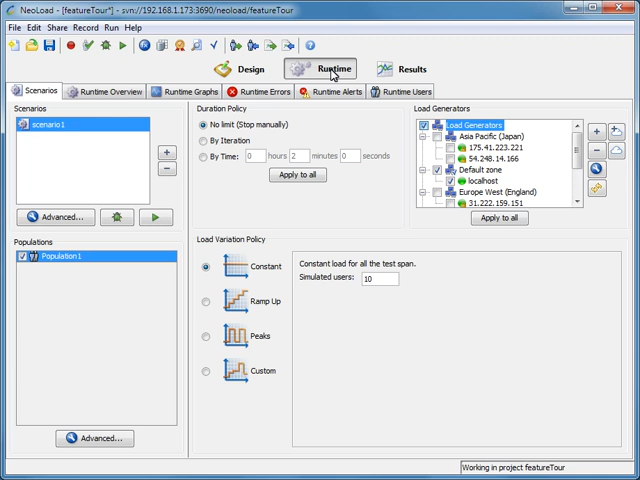 NeoLoad - [featureTour*] - svn://192.168.1.173:3690/neoload/featureTour
File Edit Share Record Run Help
Design
Runtime
Results
Scenarios
Runtime Overview
Runtime Graphs
Runtime Errors
Runtime Alerts
Runtime Users
Scenarios
scenario1
Advanced...
Populations
Population1
Advanced...
Duration Policy
No limit (Stop manually)
By Iteration
By Time: 0 hours 2 minutes 0 seconds
Apply to all
Load Generators
Load Generators
Asia Pacific (Japan)
175.41.223.221
54.248.14.166
Default zone
localhost
Europe West (England)
31.222.159.151
Apply to all
Load Variation Policy
Constant
Ramp Up
Peaks
Custom
Constant load for all the test span.
Simulated users: 10
Working in project featureTour